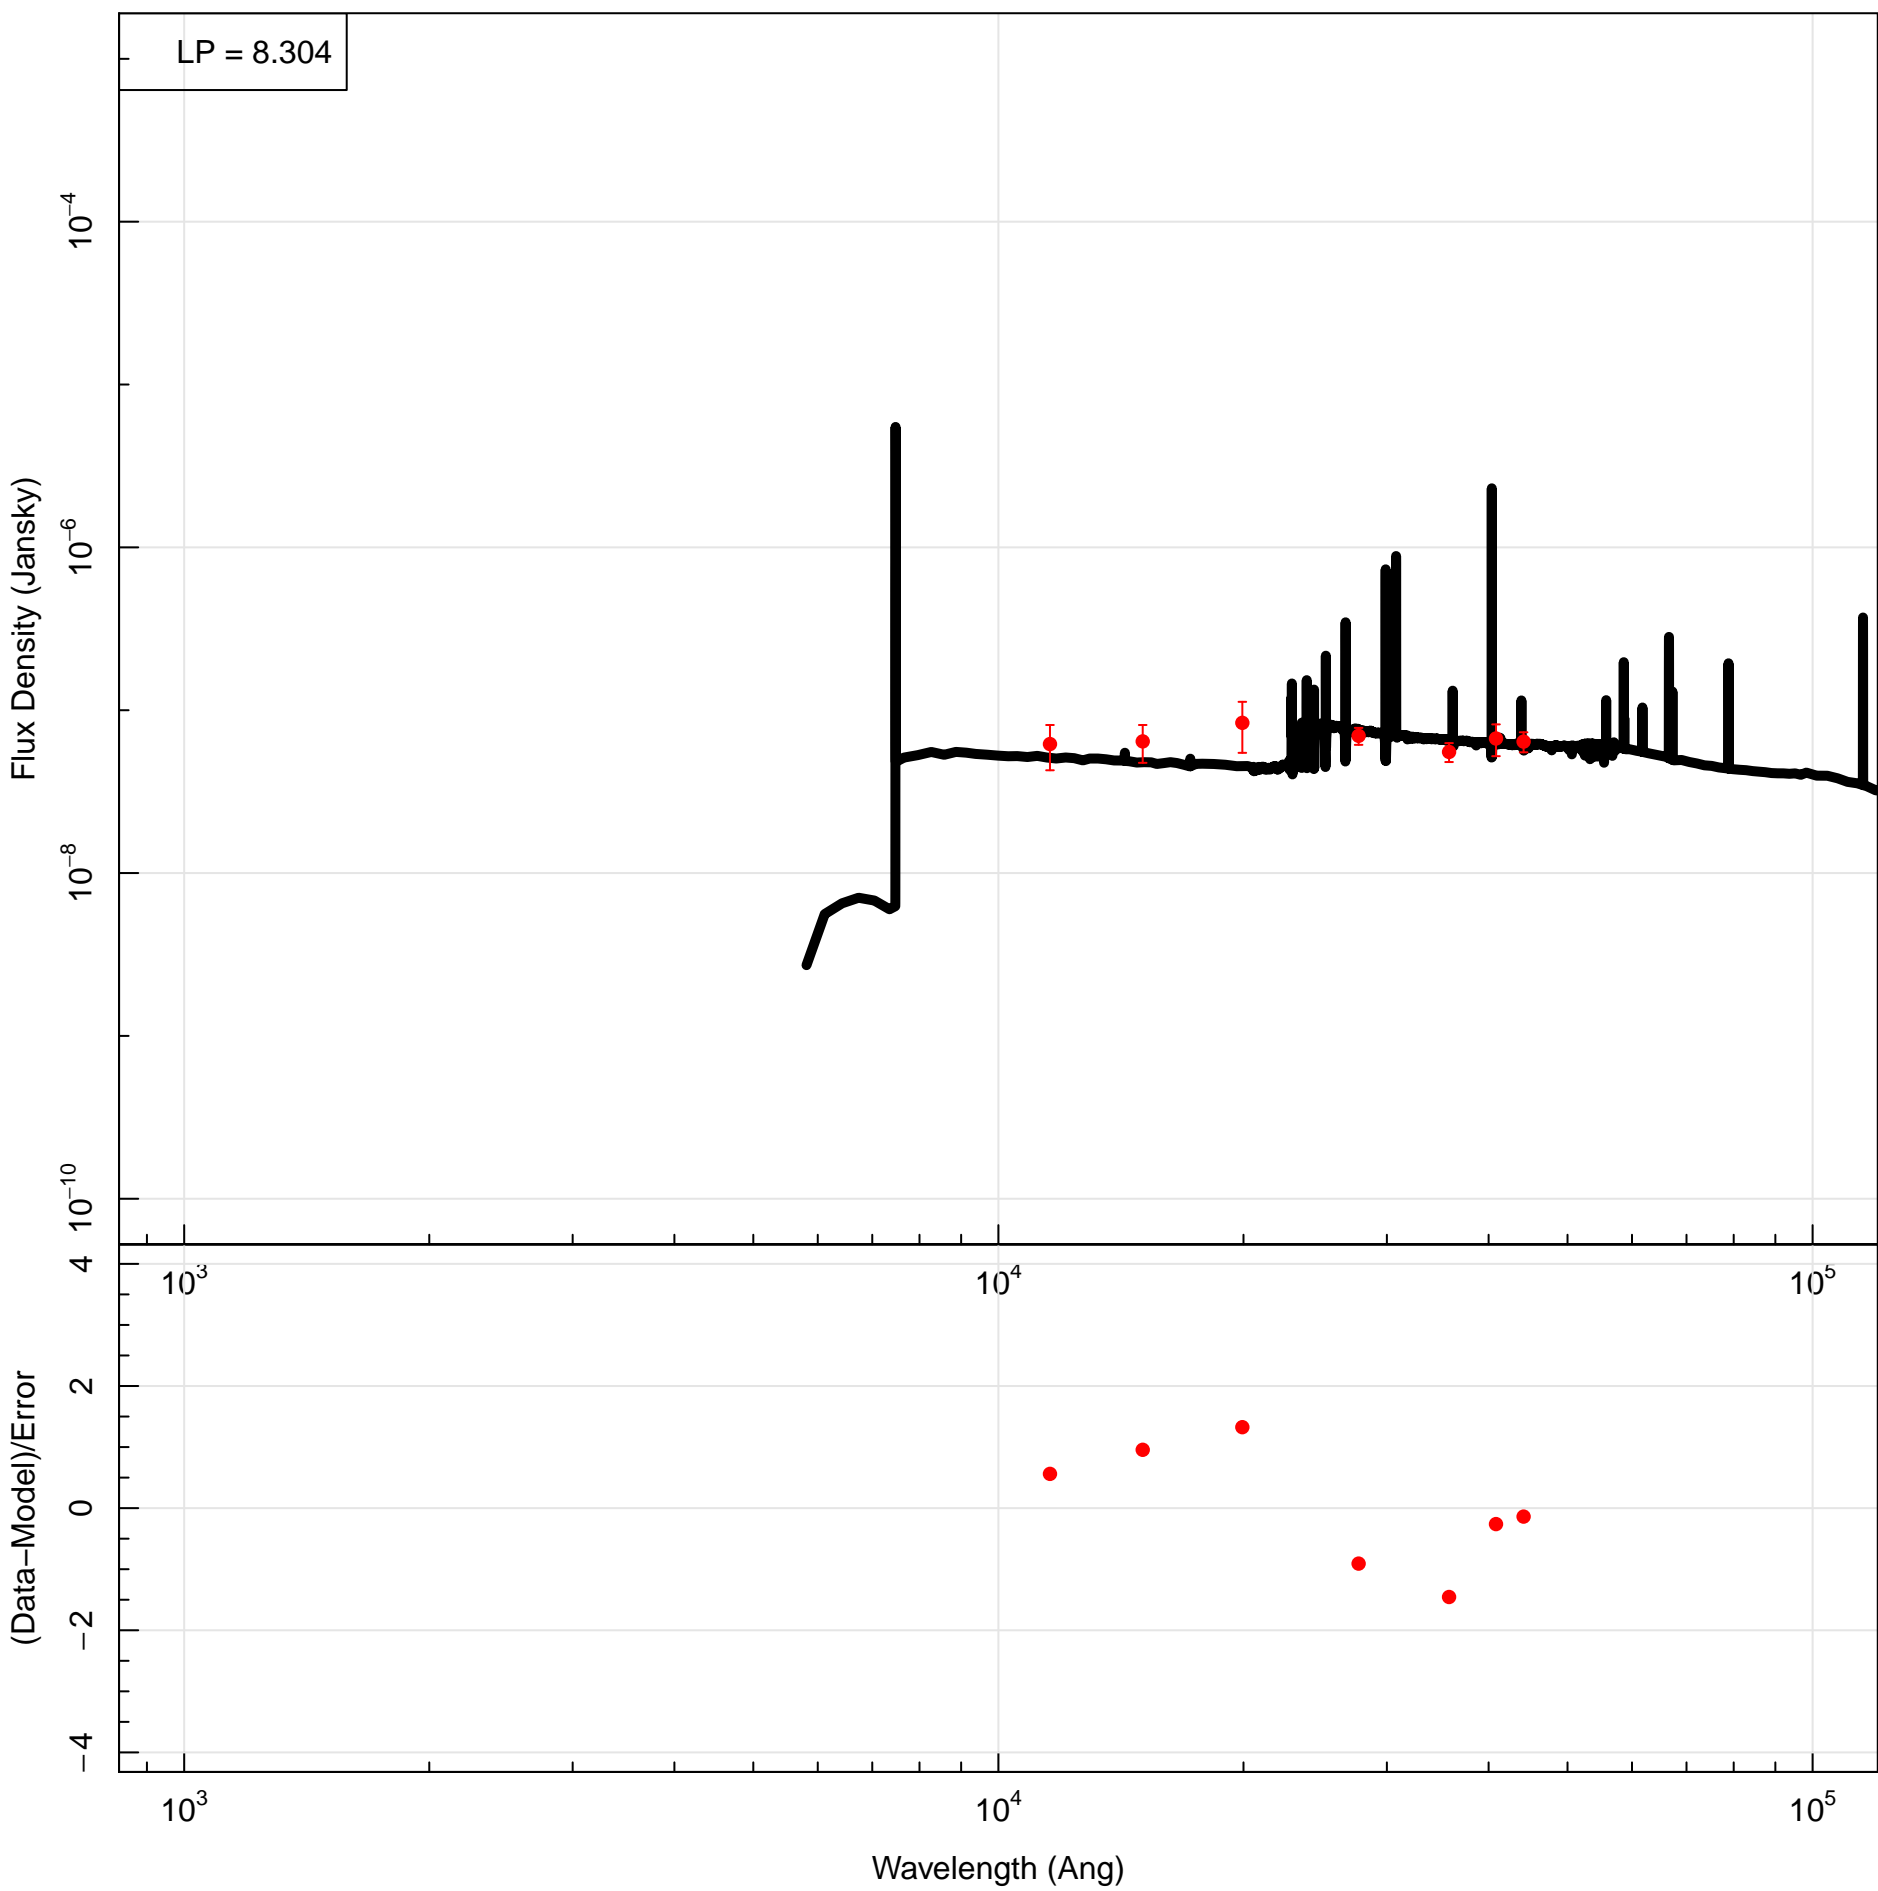 LP = 8.304
Flux Density (Jansky)
10⁻⁴
10⁻⁶
10⁻⁸
10⁻¹⁰
10³ 10⁴ 10⁵
(Data−Model)/Error
4
2
0
−2
−4
10³ 10⁴ 10⁵
Wavelength (Ang)